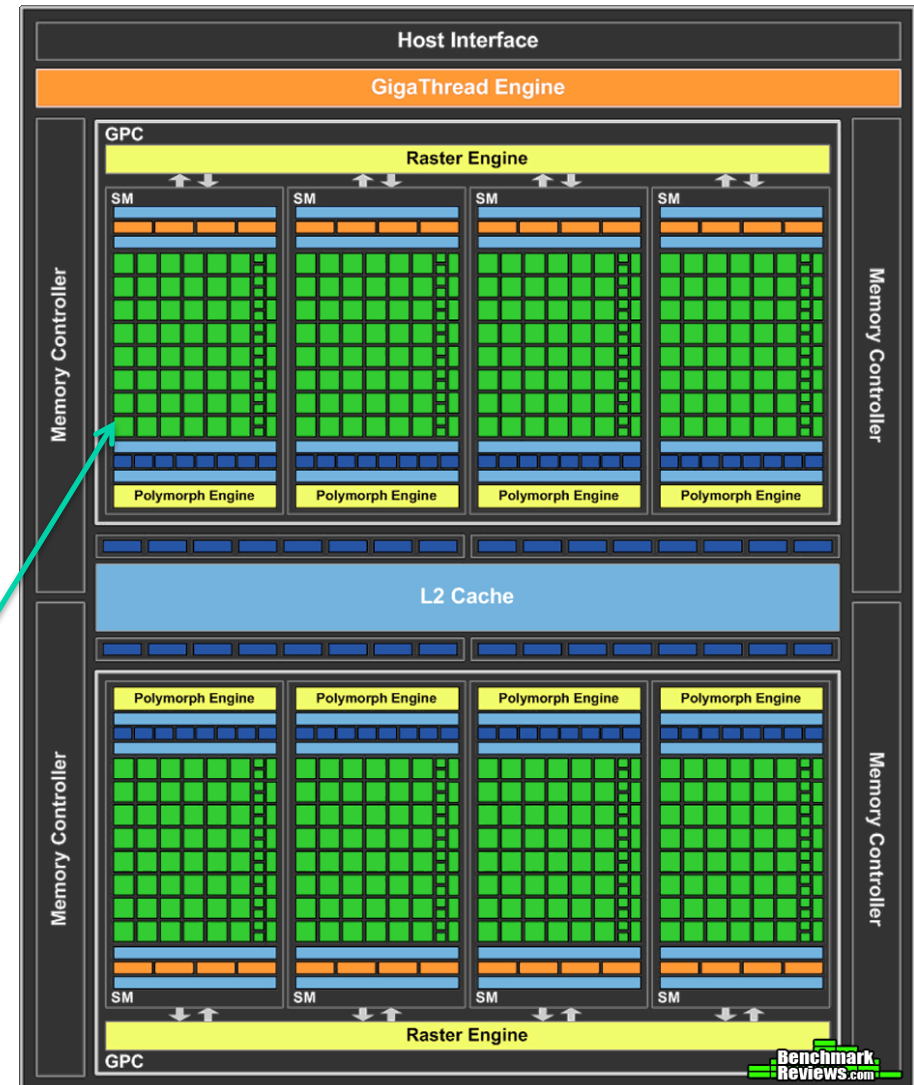 Host Interface
GigaThread Engine
GPC
Raster Engine
SM SM SM SM
Memory Controller
Memory Controller
Polymorph Engine Polymorph Engine Polymorph Engine Polymorph Engine
L2 Cache
Polymorph Engine Polymorph Engine Polymorph Engine Polymorph Engine
Memory Controller
Memory Controller
SM SM SM SM
Raster Engine
GPC
Benchmark
Reviews.com